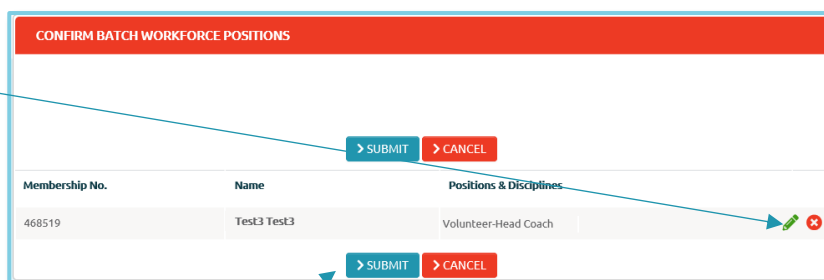 CONFIRM BATCH WORKFORCE POSITIONS
> SUBMIT > CANCEL
Membership No. Name Positions & Disciplines
468519 Test3 Test3 Volunteer-Head Coach
> SUBMIT > CANCEL